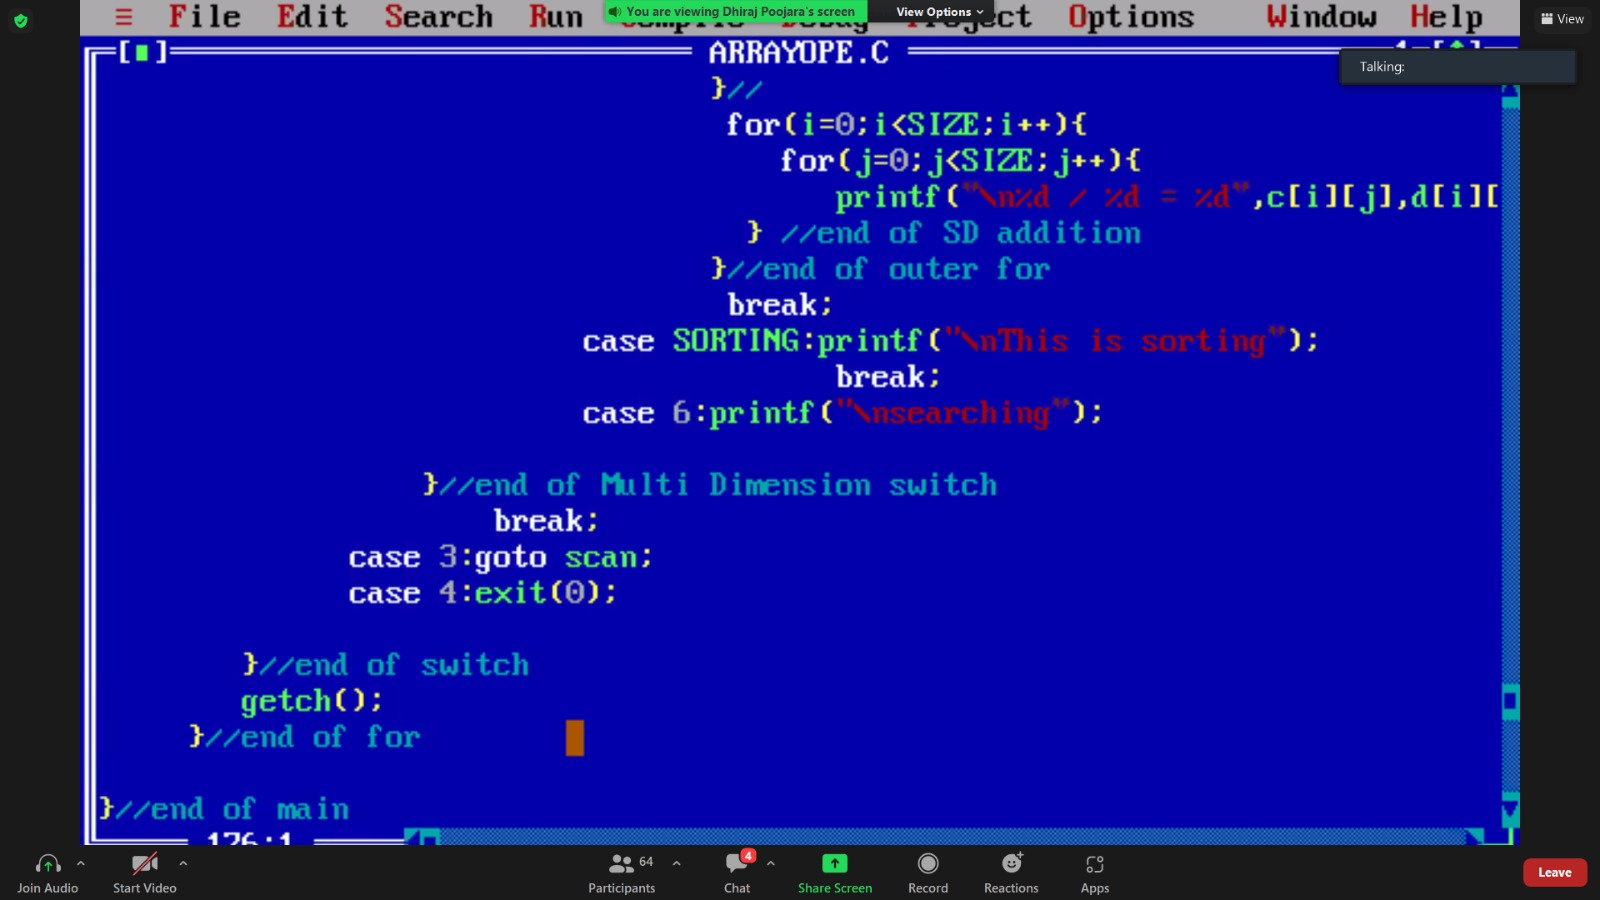 You are viewing Dhiraj Poojara's screen View Options
View
≡ File Edit Search Run Options Window Help
ARRAYOPE.C
Talking:
}//
for(i=0;i<SIZE;i++){
for(j=0;j<SIZE;j++){
printf("\n%d / %d = %d",c[i][j],d[i][
} //end of SD addition
}//end of outer for
break;
case SORTING:printf("\nThis is sorting");
break;
case 6:printf("\nsearching");
}//end of Multi Dimension switch
break;
case 3:goto scan;
case 4:exit(0);
}//end of switch
getch();
}//end of for
}//end of main
176:1
Join Audio
Start Video
64
Participants
4
Chat
Share Screen
Record
Reactions
Apps
Leave